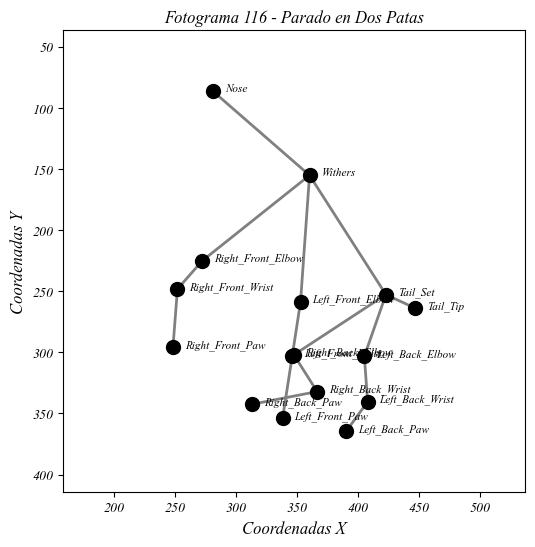 Fotograma 116 - Parado en Dos Patas
50
Nose
100
150
Withers
200
Right_Front_Elbow
Right_Front_Wrist
250
Tail_Set
Left_Front_Elbow
Tail_Tip
Right_Front_Paw
300
Left_Back_Elbow
Right_Back_Wrist
Right_Back_Paw
Left_Back_Wrist
350
Left_Front_Paw
Left_Back_Paw
400
200 250 300 350 400 450 500
Coordenadas X
Coordenadas Y